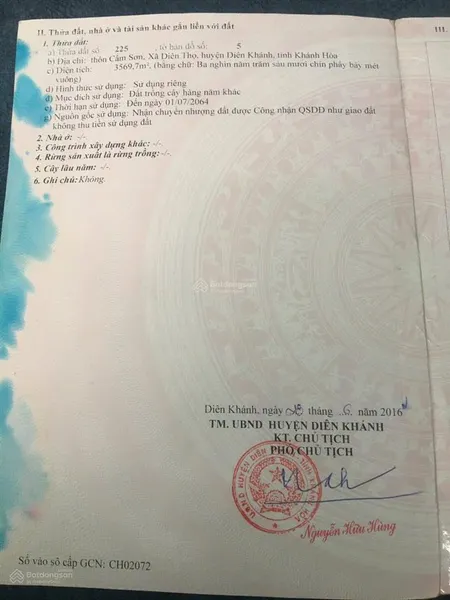 II. Thửa đất, nhà ở và tài sản khác gắn liền với đất
III.
1. Thửa đất:
a) Thửa đất số: 225 , tờ bản đồ số: 5
b) Địa chỉ: thôn Cẩm Sơn, Xã Diên Thọ, huyện Diên Khánh, tỉnh Khánh Hòa
c) Diện tích: 3569,7m², (bằng chữ: Ba nghìn năm trăm sáu mươi chín phẩy bảy mét
vuông)
d) Hình thức sử dụng: Sử dụng riêng
đ) Mục đích sử dụng: Đất trồng cây hàng năm khác
e) Thời hạn sử dụng: Đến ngày 01/07/2064
g) Nguồn gốc sử dụng: Nhận chuyển nhượng đất được Công nhận QSDĐ như giao đất
không thu tiền sử dụng đất
2. Nhà ở: -/-
3. Công trình xây dựng khác: -/-
4. Rừng sản xuất là rừng trồng: -/-
5. Cây lâu năm: -/-
6. Ghi chú: Không.
Batdongsan
Diên Khánh, ngày tháng 6 năm 2016
TM. UBND HUYỆN DIÊN KHÁNH
KT. CHỦ TỊCH
PHÓ CHỦ TỊCH
U.B.N.D HUYỆN DIÊN KHÁNH
Nguyễn Hữu Hùng
Số vào sổ cấp GCN: CH02072
Batdongsan